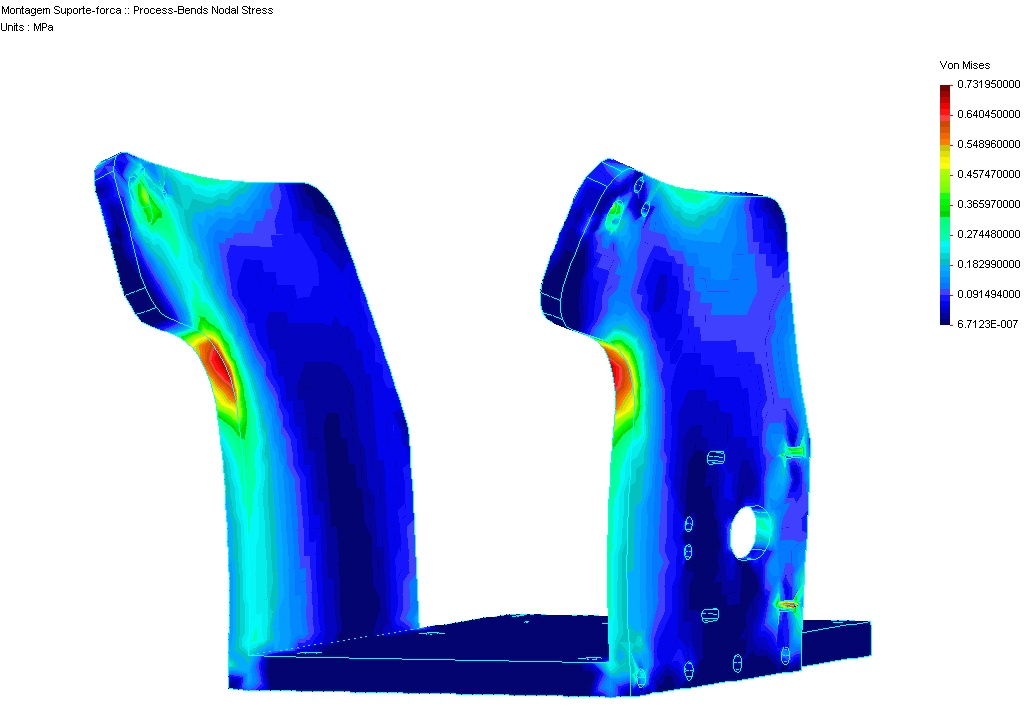 Montagem Suporte-forca :: Process-Bends Nodal Stress
Units : MPa
Von Mises
0.731950000
0.640450000
0.548960000
0.457470000
0.365970000
0.274480000
0.182990000
0.091494000
6.7123E-007